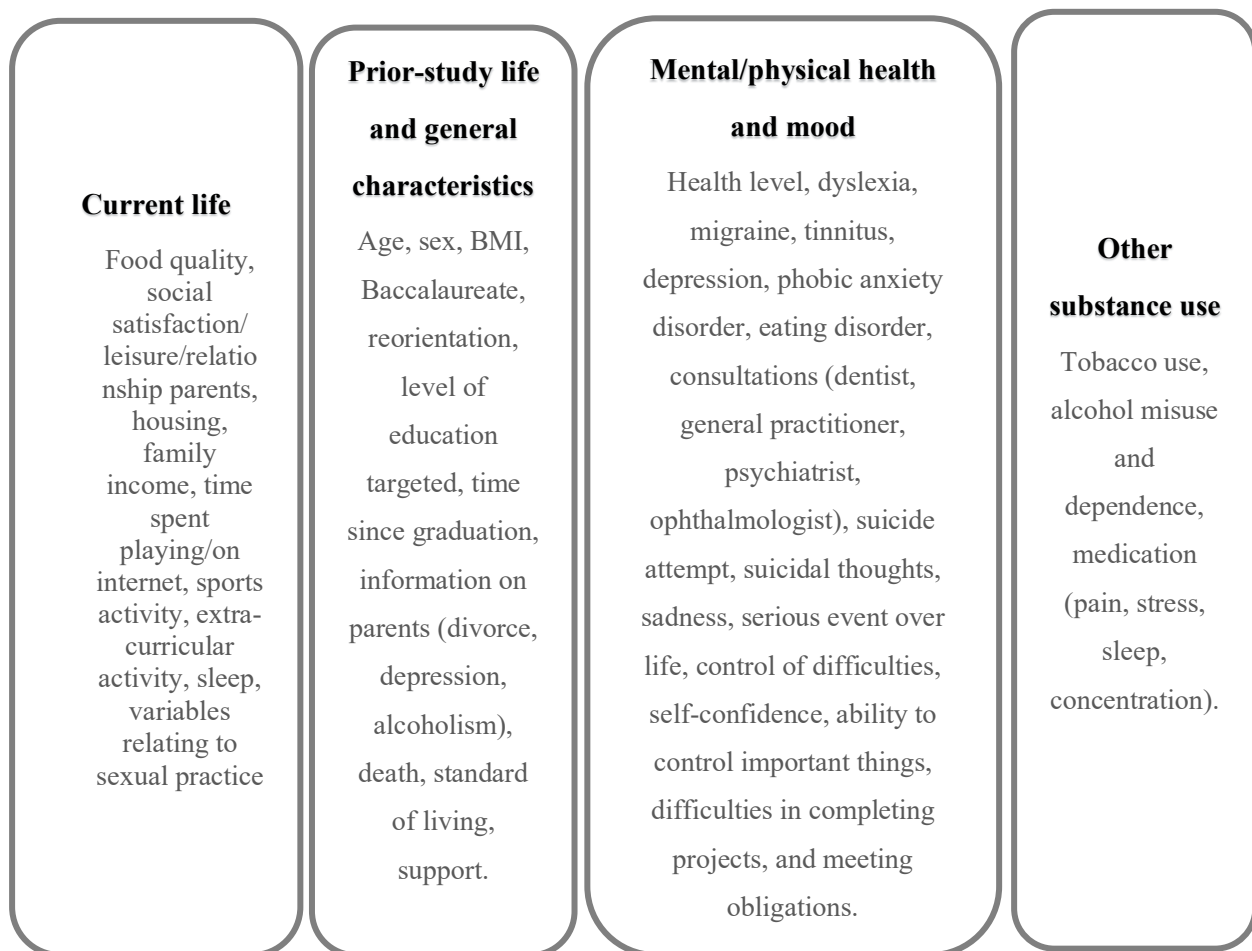 Current life
Food quality,
social
satisfaction/
leisure/relatio
nship parents,
housing,
family
income, time
spent
playing/on
internet, sports
activity, extra-
curricular
activity, sleep,
variables
relating to
sexual practice
Prior-study life
and general
characteristics
Age, sex, BMI,
Baccalaureate,
reorientation,
level of
education
targeted, time
since graduation,
information on
parents (divorce,
depression,
alcoholism),
death, standard
of living,
support.
Mental/physical health
and mood
Health level, dyslexia,
migraine, tinnitus,
depression, phobic anxiety
disorder, eating disorder,
consultations (dentist,
general practitioner,
psychiatrist,
ophthalmologist), suicide
attempt, suicidal thoughts,
sadness, serious event over
life, control of difficulties,
self-confidence, ability to
control important things,
difficulties in completing
projects, and meeting
obligations.
Other
substance use
Tobacco use,
alcohol misuse
and
dependence,
medication
(pain, stress,
sleep,
concentration).